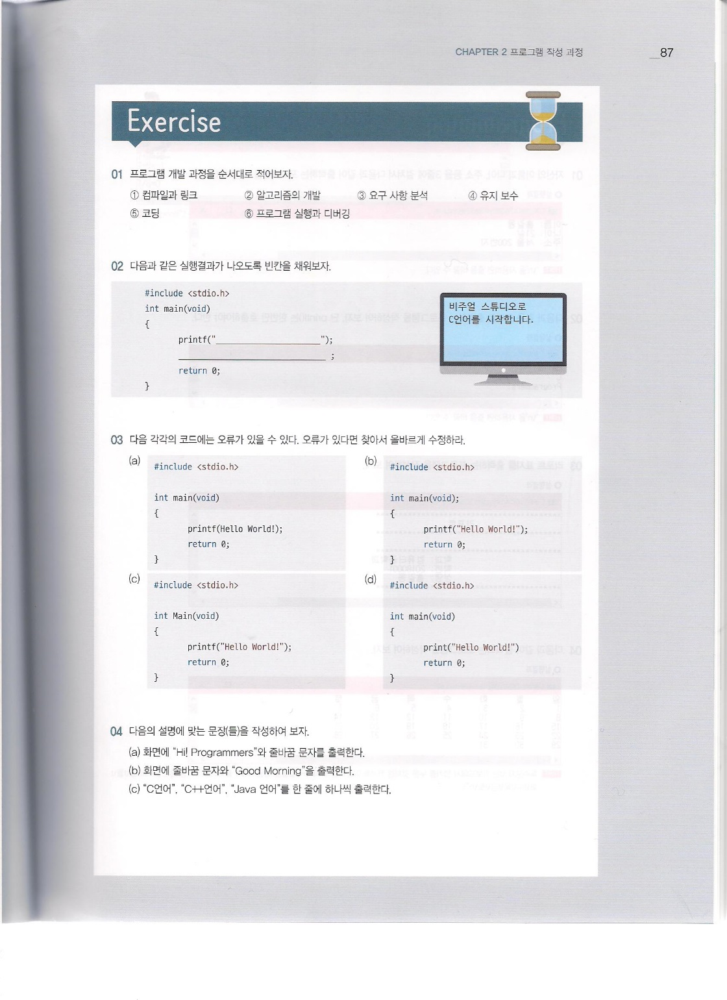 CHAPTER 2 프로그램 작성 과정 __87
Exercise
01 프로그램 개발 과정을 순서대로 적어보자.
① 컴파일과 링크 ② 알고리즘의 개발 ③ 요구 사항 분석 ④ 유지 보수
⑤ 코딩 ⑥ 프로그램 실행과 디버깅
02 다음과 같은 실행결과가 나오도록 빈칸을 채워보자.
#include <stdio.h>
int main(void)
{
printf("______________________");
______________________________ ;
return 0;
}
비주얼 스튜디오로
C언어를 시작합니다.
03 다음 각각의 코드에는 오류가 있을 수 있다. 오류가 있다면 찾아서 올바르게 수정하라.
(a)
#include <stdio.h>
int main(void)
{
printf(Hello World!);
return 0;
}
(b)
#include <stdio.h>
int main(void);
{
printf("Hello World!");
return 0;
}
(c)
#include <stdio.h>
int Main(void)
{
printf("Hello World!");
return 0;
}
(d)
#include <stdio.h>
int main(void)
{
print("Hello World!")
return 0;
}
04 다음의 설명에 맞는 문장(들)을 작성하여 보자.
(a) 화면에 “Hi! Programmers”와 줄바꿈 문자를 출력한다.
(b) 화면에 줄바꿈 문자와 “Good Morning”을 출력한다.
(c) “C언어”, “C++언어”, “Java 언어”를 한 줄에 하나씩 출력한다.